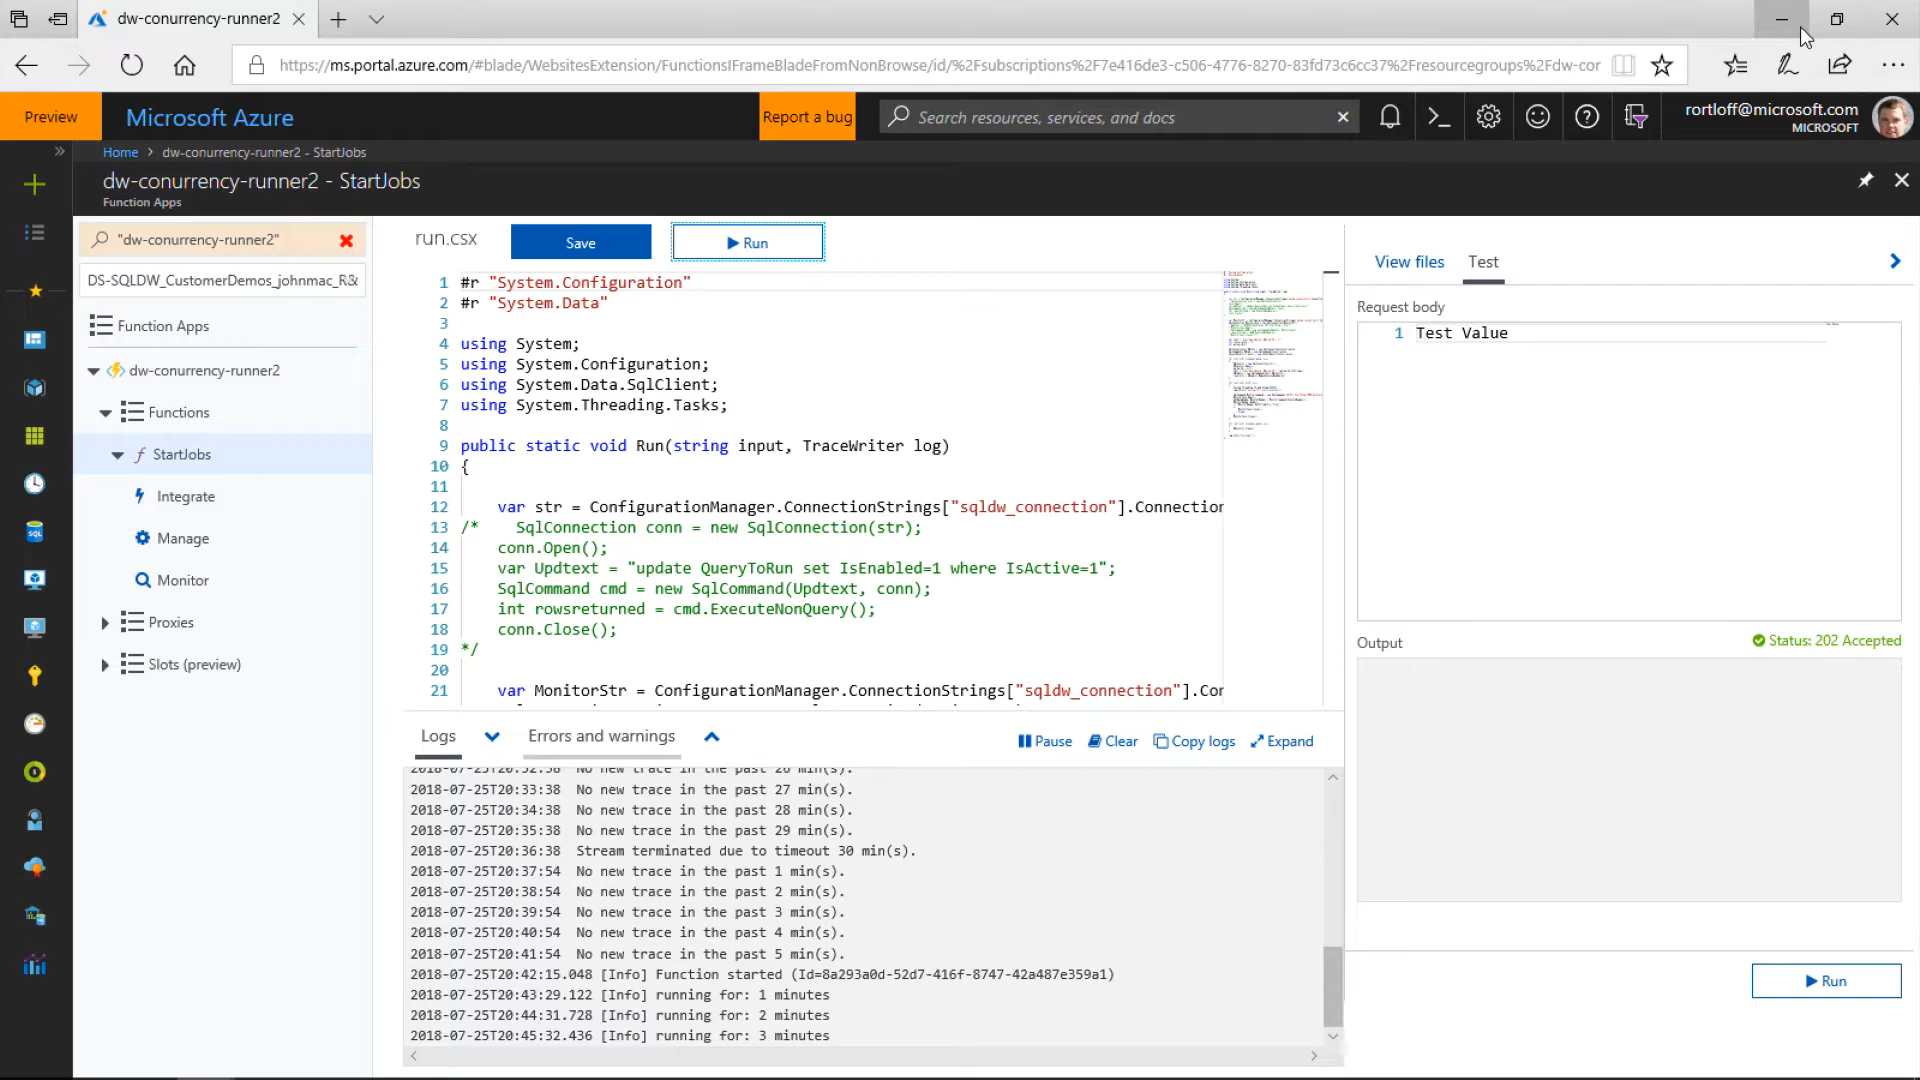 dw-conurrency-runner2
https://ms.portal.azure.com/#blade/WebsitesExtension/FunctionsIFrameBladeFromNonBrowse/id/%2Fsubscriptions%2F7e416de3-c506-4776-8270-83fd73c6cc37%2Fresourcegroups%2Fdw-cor
Preview
Microsoft Azure
Report a bug
Search resources, services, and docs
rortloff@microsoft.com
MICROSOFT
Home > dw-conurrency-runner2 - StartJobs
dw-conurrency-runner2 - StartJobs
Function Apps
"dw-conurrency-runner2"
DS-SQLDW_CustomerDemos_johnmac_R&
Function Apps
dw-conurrency-runner2
Functions
StartJobs
Integrate
Manage
Monitor
Proxies
Slots (preview)
run.csx
Save
Run
1 #r "System.Configuration"
2 #r "System.Data"
3
4 using System;
5 using System.Configuration;
6 using System.Data.SqlClient;
7 using System.Threading.Tasks;
8
9 public static void Run(string input, TraceWriter log)
10 {
11
12 var str = ConfigurationManager.ConnectionStrings["sqldw_connection"].Connection
13 /* SqlConnection conn = new SqlConnection(str);
14 conn.Open();
15 var Updtext = "update QueryToRun set IsEnabled=1 where IsActive=1";
16 SqlCommand cmd = new SqlCommand(Updtext, conn);
17 int rowsreturned = cmd.ExecuteNonQuery();
18 conn.Close();
19 */
20
21 var MonitorStr = ConfigurationManager.ConnectionStrings["sqldw_connection"].Cor
Logs
Errors and warnings
Pause
Clear
Copy logs
Expand
2018-07-25T20:32:38 No new trace in the past 26 min(s).
2018-07-25T20:33:38 No new trace in the past 27 min(s).
2018-07-25T20:34:38 No new trace in the past 28 min(s).
2018-07-25T20:35:38 No new trace in the past 29 min(s).
2018-07-25T20:36:38 Stream terminated due to timeout 30 min(s).
2018-07-25T20:37:54 No new trace in the past 1 min(s).
2018-07-25T20:38:54 No new trace in the past 2 min(s).
2018-07-25T20:39:54 No new trace in the past 3 min(s).
2018-07-25T20:40:54 No new trace in the past 4 min(s).
2018-07-25T20:41:54 No new trace in the past 5 min(s).
2018-07-25T20:42:15.048 [Info] Function started (Id=8a293a0d-52d7-416f-8747-42a487e359a1)
2018-07-25T20:43:29.122 [Info] running for: 1 minutes
2018-07-25T20:44:31.728 [Info] running for: 2 minutes
2018-07-25T20:45:32.436 [Info] running for: 3 minutes
View files
Test
Request body
1 Test Value
Output
Status: 202 Accepted
Run